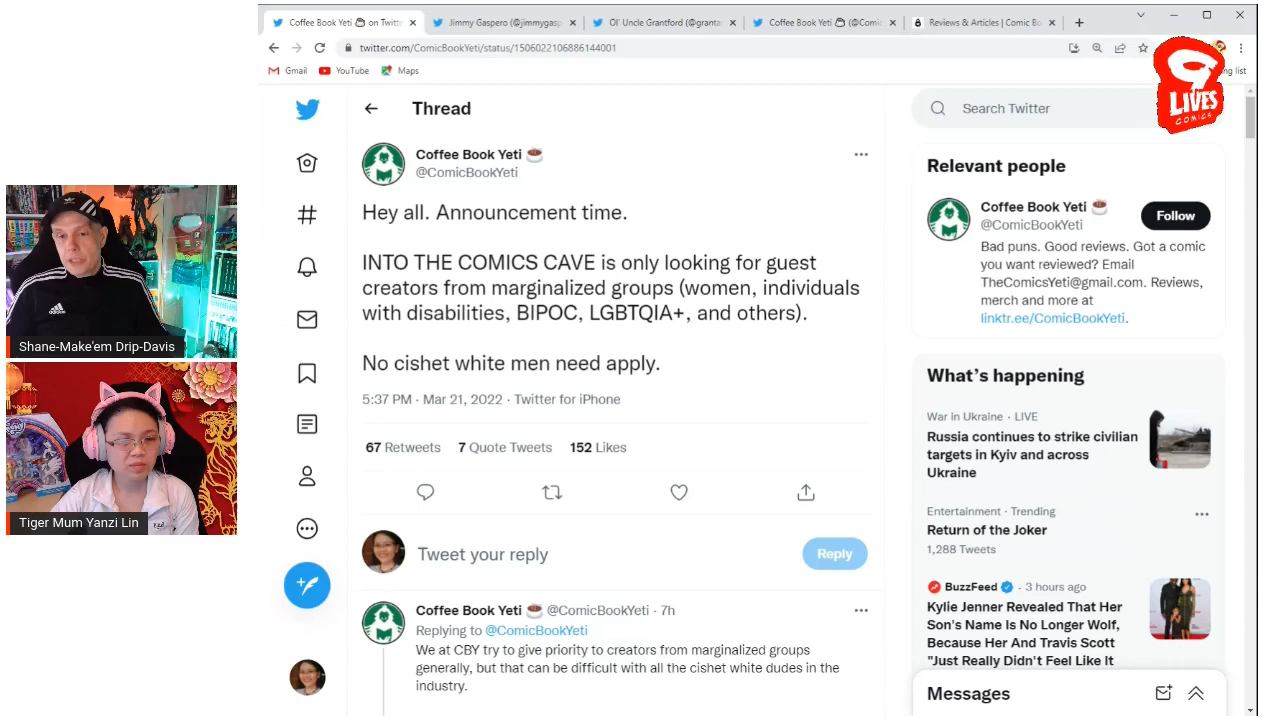 Coffee Book Yeti on Twitte
Jimmy Gaspero (@jimmygasp
Ol' Uncle Grantford (@granta
Coffee Book Yeti (@Comic
Reviews & Articles | Comic Bo
twitter.com/ComicBookYeti/status/1506022106886144001
Gmail
YouTube
Maps
ng list
9
LIVES
COMICS
Thread
Search Twitter
Coffee Book Yeti
@ComicBookYeti
Hey all. Announcement time.
INTO THE COMICS CAVE is only looking for guest
creators from marginalized groups (women, individuals
with disabilities, BIPOC, LGBTQIA+, and others).
No cishet white men need apply.
5:37 PM · Mar 21, 2022 · Twitter for iPhone
67 Retweets 7 Quote Tweets 152 Likes
Tweet your reply
Reply
Coffee Book Yeti @ComicBookYeti · 7h
Replying to @ComicBookYeti
We at CBY try to give priority to creators from marginalized groups
generally, but that can be difficult with all the cishet white dudes in the
industry.
Relevant people
Coffee Book Yeti
@ComicBookYeti
Follow
Bad puns. Good reviews. Got a comic
you want reviewed? Email
TheComicsYeti@gmail.com. Reviews,
merch and more at
linktr.ee/ComicBookYeti.
What's happening
War in Ukraine · LIVE
Russia continues to strike civilian
targets in Kyiv and across
Ukraine
Entertainment · Trending
Return of the Joker
1,288 Tweets
BuzzFeed · 3 hours ago
Kylie Jenner Revealed That Her
Son's Name Is No Longer Wolf,
Because Her And Travis Scott
"Just Really Didn't Feel Like It
Messages
adidas
Shane-Make'em Drip-Davis
Tiger Mum Yanzi Lin